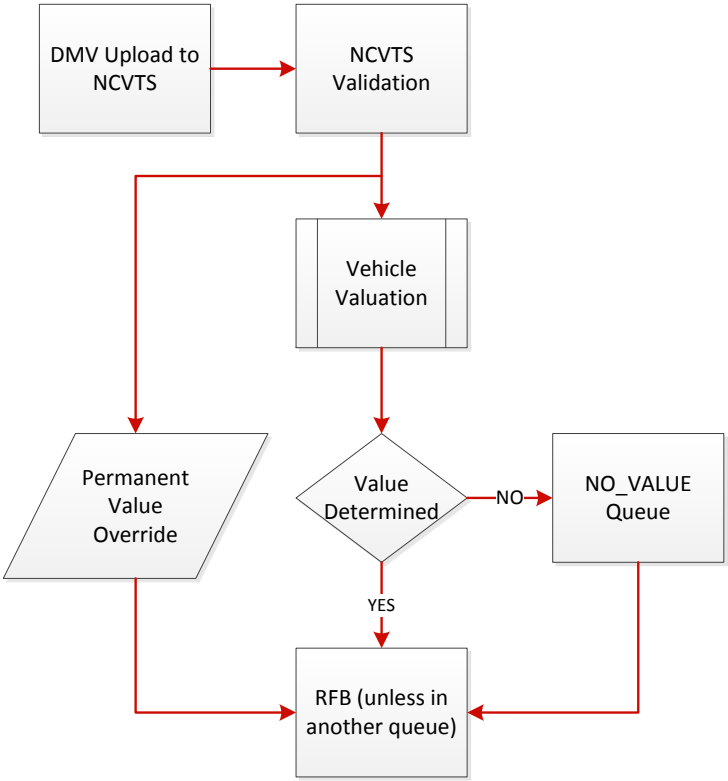 DMV Upload to
NCVTS
NCVTS
Validation
Vehicle
Valuation
Permanent
Value
Override
Value
Determined
NO
NO_VALUE
Queue
YES
RFB (unless in
another queue)